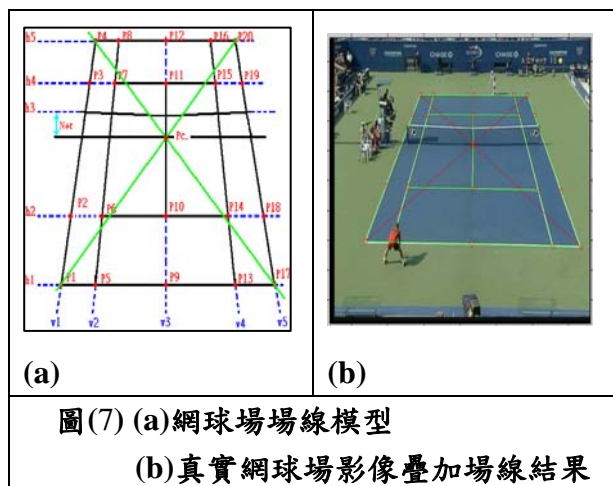 h5 P4 P8 P12 P16 P20
h4 P3 P7 P11 P15 P19
h3
Net
Pc
h2 P2 P6 P10 P14 P18
h1 P1 P5 P9 P13 P17
v1 v2 v3 v4 v5
CHASE
(a)
(b)
圖(7) (a)網球場場線模型
(b)真實網球場影像疊加場線結果